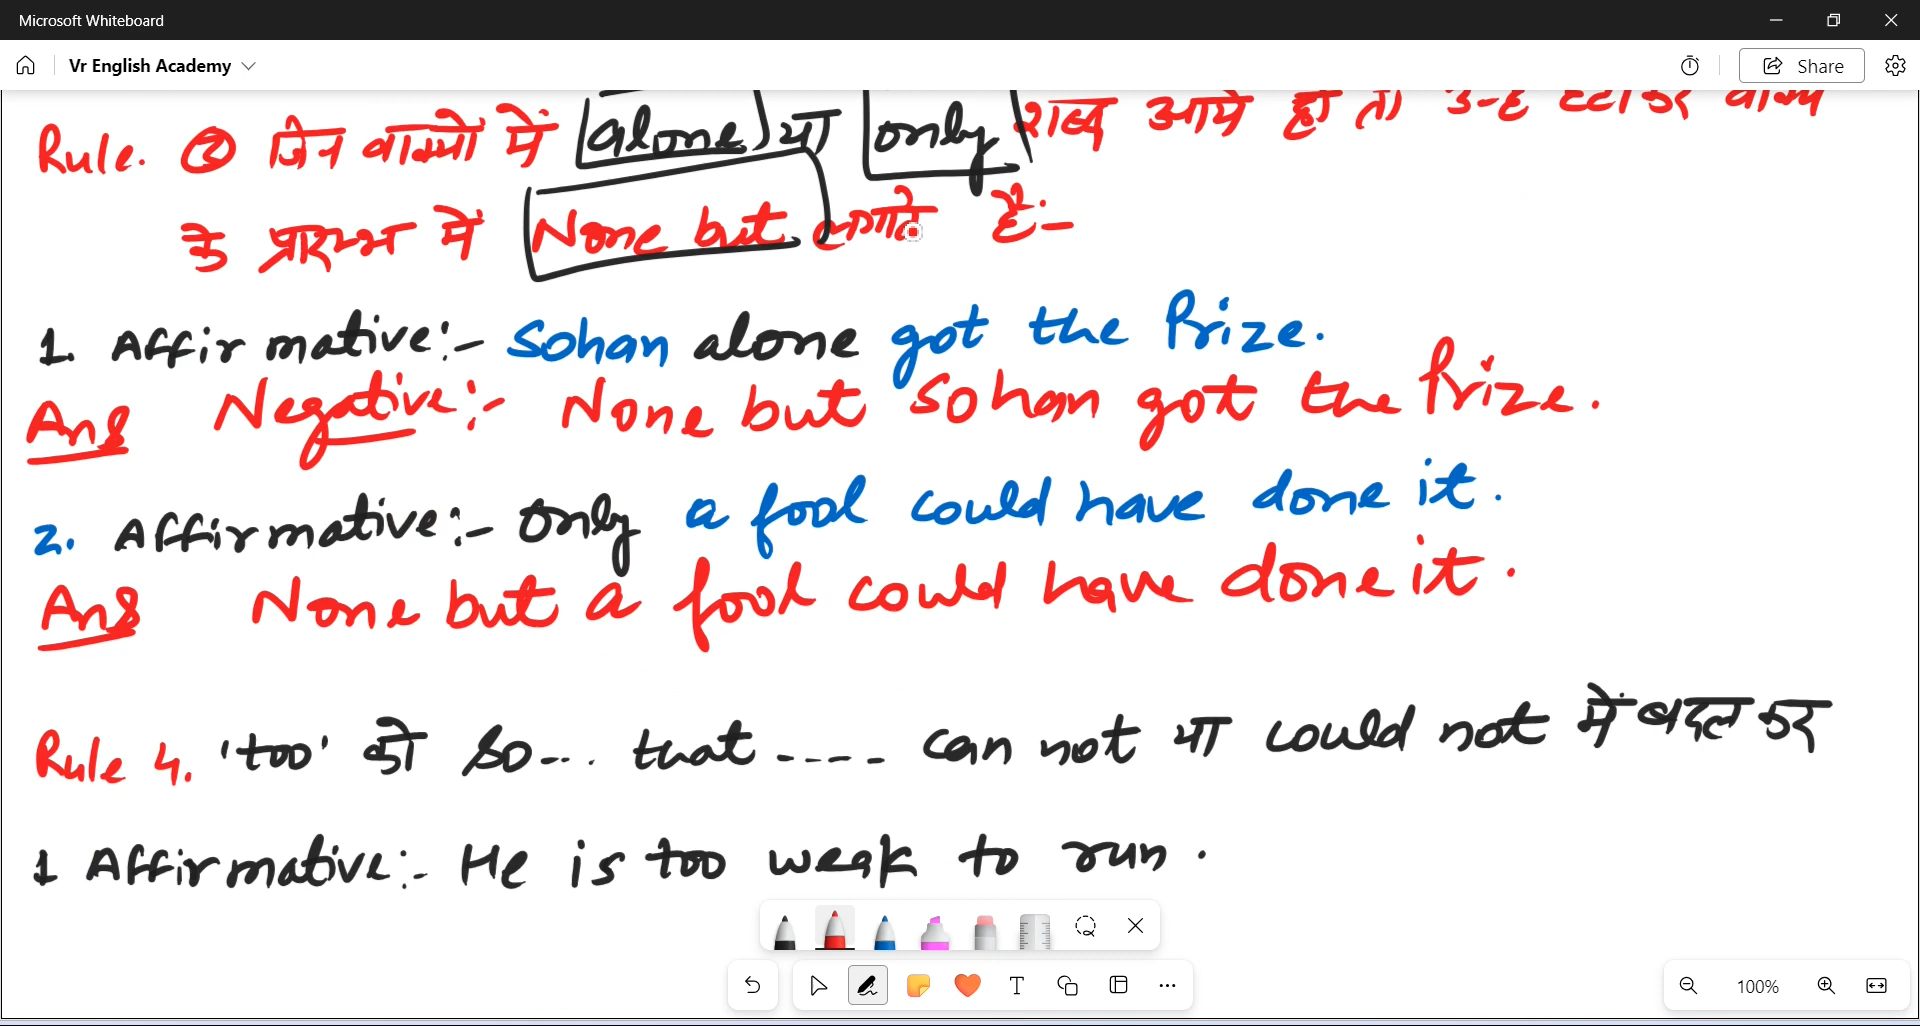 Microsoft Whiteboard
Vr English Academy
Share
Rule. ③ जिन वाक्यो में alone या only शब्द आये हो तो उन्हे हटाकर वाक्य
के प्रारम्भ में None but लगाते हैं:-
1. Affirmative:- Sohan alone got the Prize.
Ans Negative:- None but Sohan got the Prize.
2. Affirmative:- Only a fool could have done it.
Ans None but a fool could have done it.
Rule 4. 'too' को so... that ---- can not या could not में बदल कर
1 Affirmative:- He is too weak to run.
100%